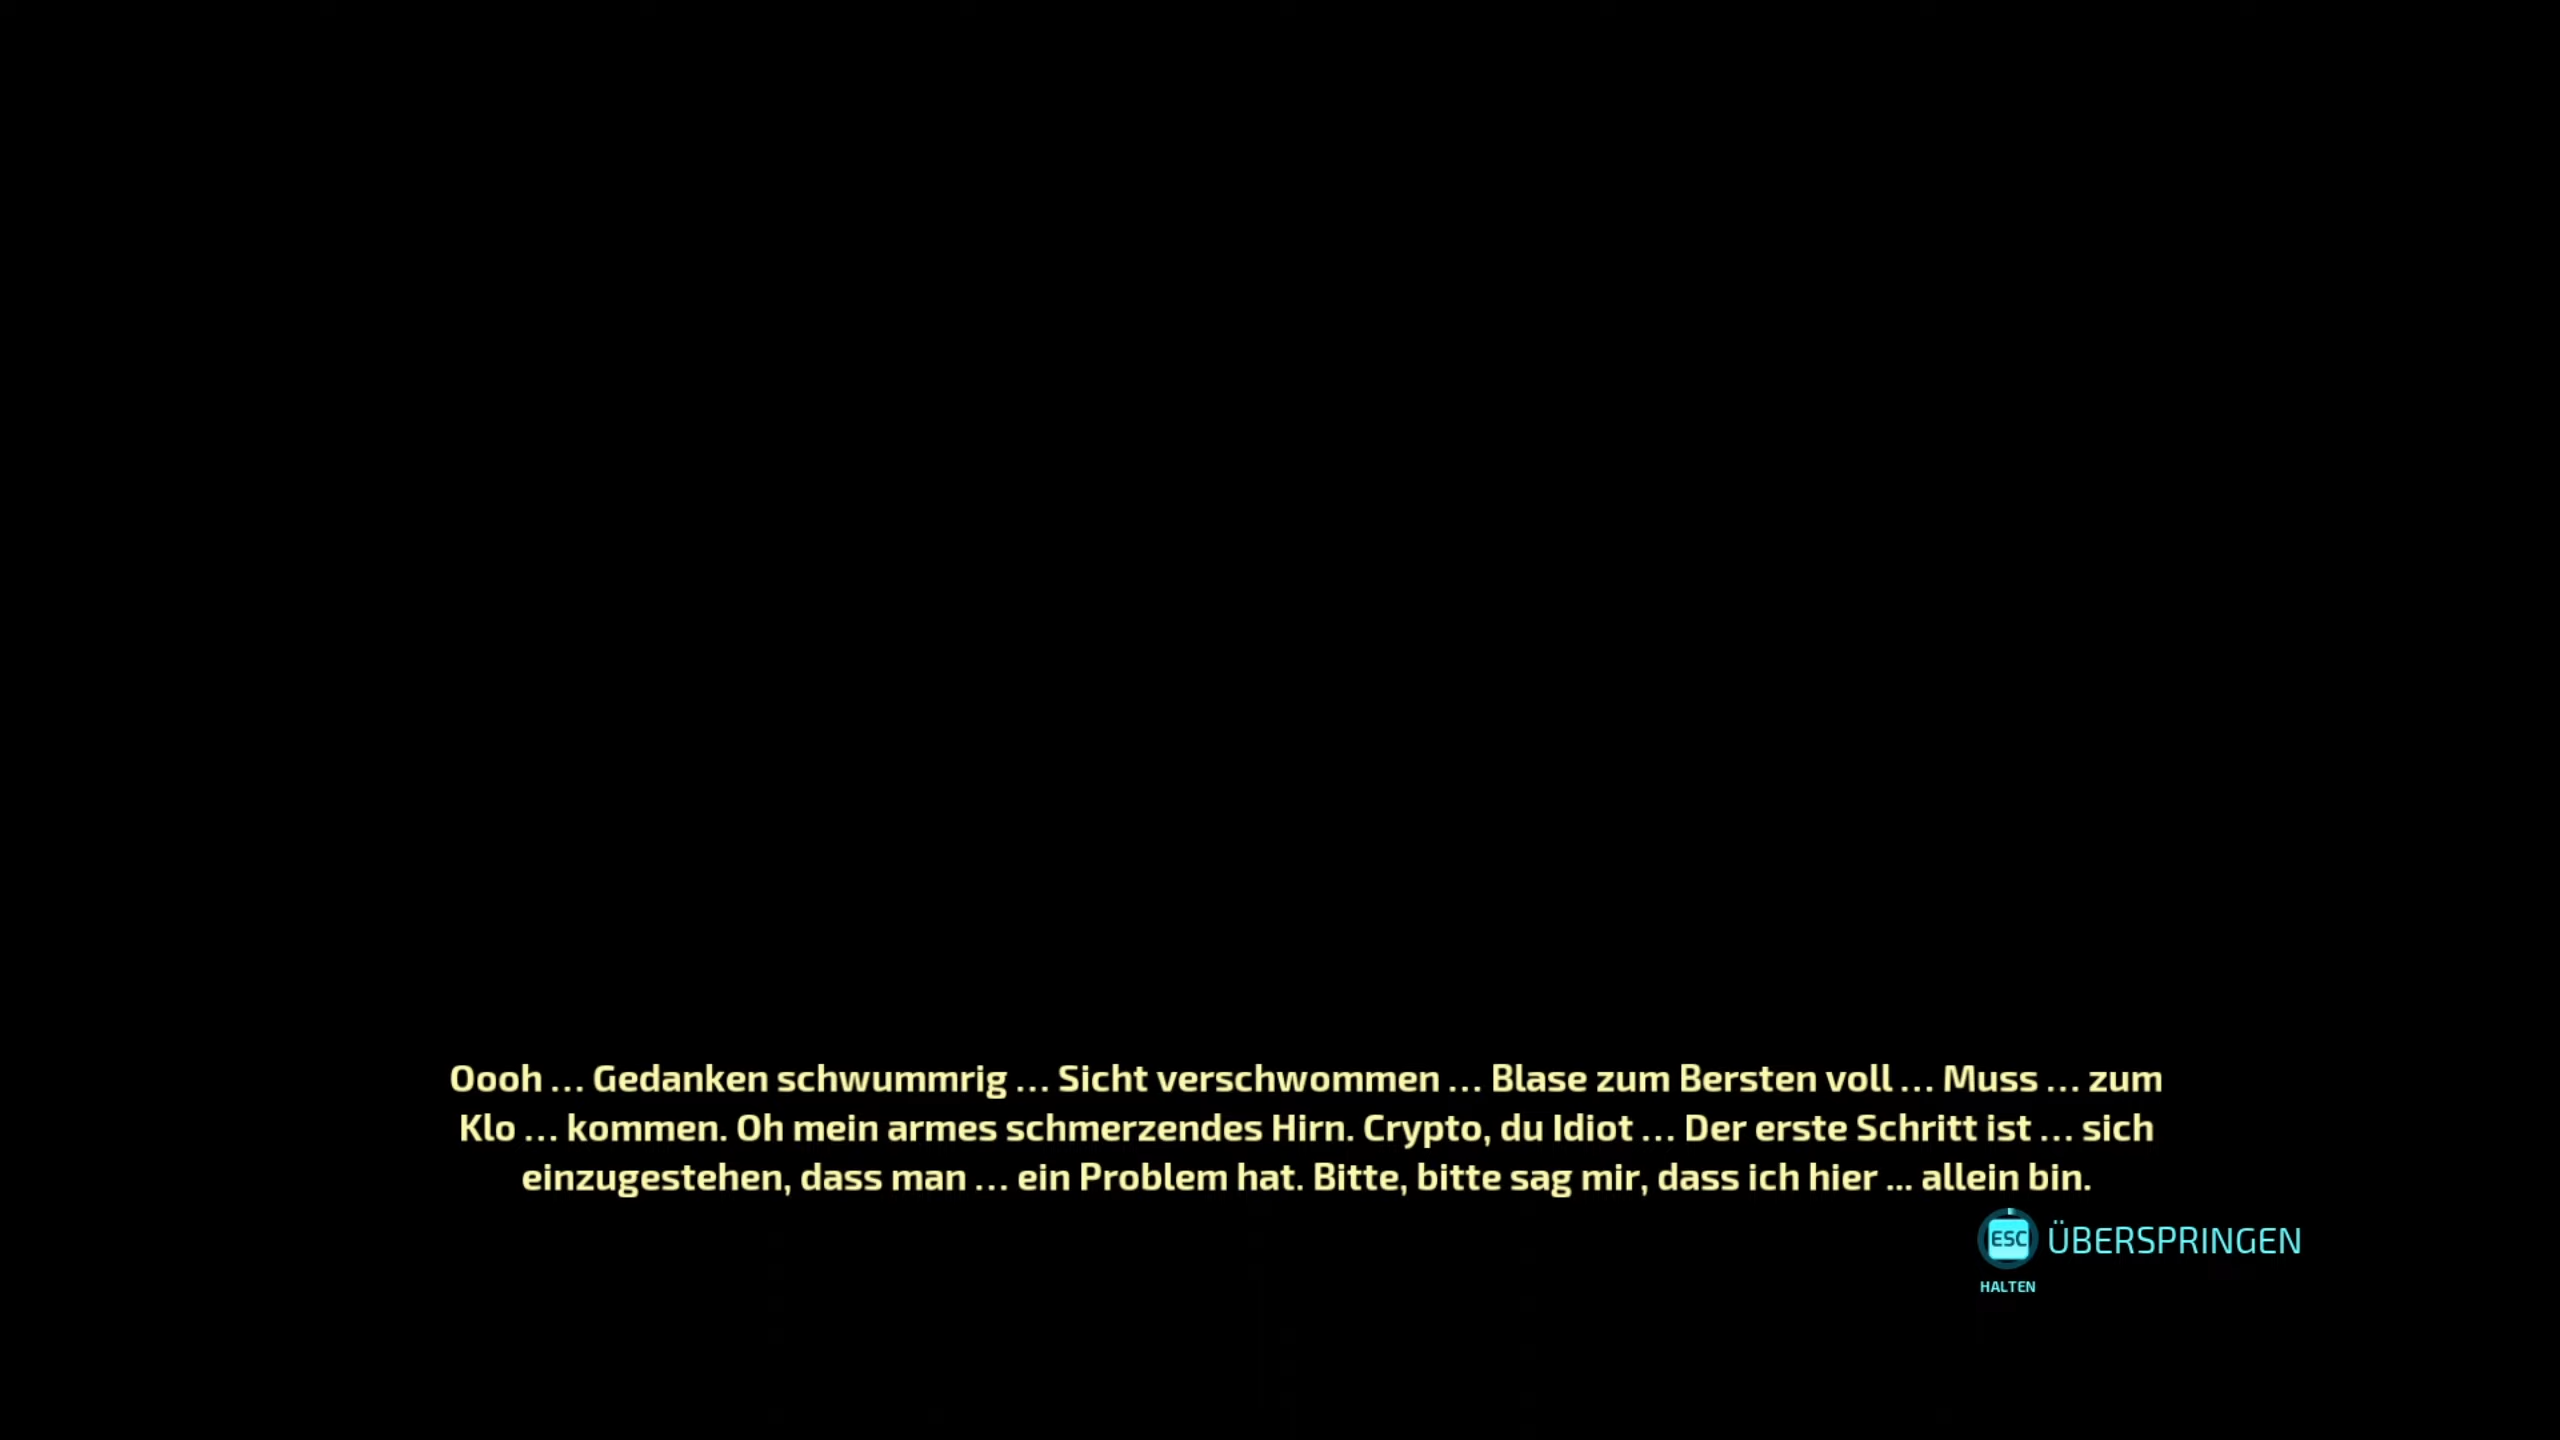 Oooh … Gedanken schwummrig … Sicht verschwommen … Blase zum Bersten voll … Muss … zum
Klo … kommen. Oh mein armes schmerzendes Hirn. Crypto, du Idiot … Der erste Schritt ist … sich
einzugestehen, dass man … ein Problem hat. Bitte, bitte sag mir, dass ich hier ... allein bin.
ESC ÜBERSPRINGEN
HALTEN